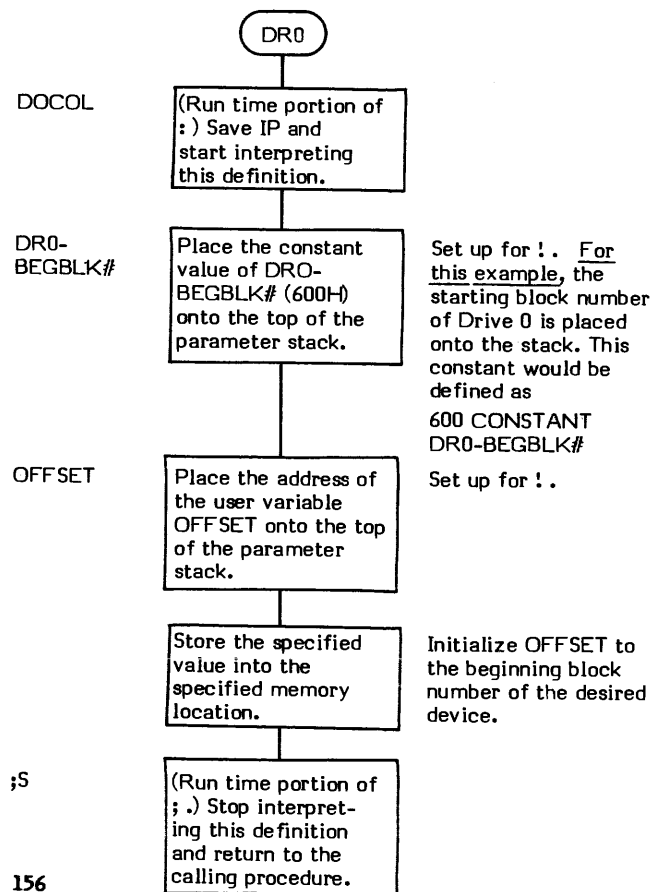 DR0
DOCOL
(Run time portion of
: ) Save IP and
start interpreting
this definition.
DR0-
BEGBLK#
Place the constant
value of DRO-
BEGBLK# (600H)
onto the top of the
parameter stack.
Set up for ! . For
this example, the
starting block number
of Drive 0 is placed
onto the stack. This
constant would be
defined as
600 CONSTANT
DR0-BEGBLK#
OFFSET
Place the address of
the user variable
OFFSET onto the top
of the parameter
stack.
Set up for ! .
Store the specified
value into the
specified memory
location.
Initialize OFFSET to
the beginning block
number of the desired
device.
;S
(Run time portion of
; .) Stop interpret-
ing this definition
and return to the
calling procedure.
156